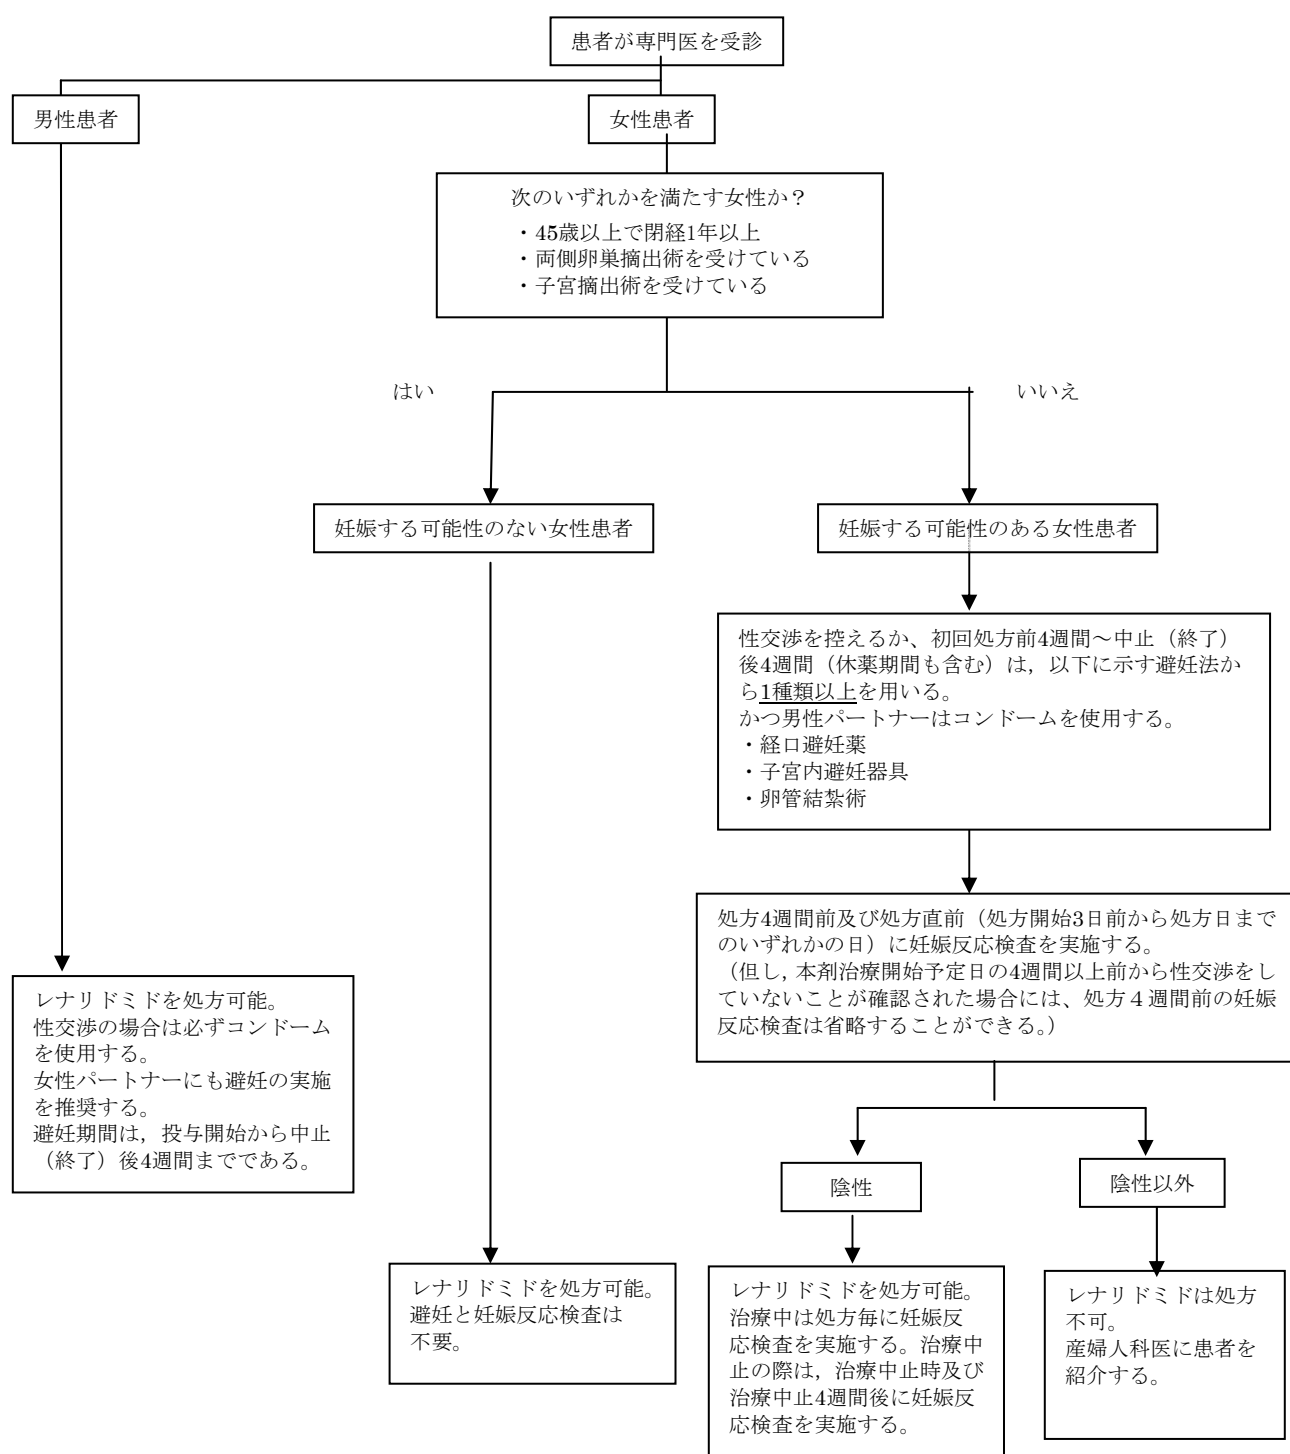 患者が専門医を受診
男性患者
女性患者
次のいずれかを満たす女性か？
・45歳以上で閉経1年以上
・両側卵巣摘出術を受けている
・子宮摘出術を受けている
はい
いいえ
妊娠する可能性のない女性患者
妊娠する可能性のある女性患者
性交渉を控えるか、初回処方前4週間～中止（終了）
後4週間（休薬期間も含む）は，以下に示す避妊法か
ら1種類以上を用いる。
かつ男性パートナーはコンドームを使用する。
・経口避妊薬
・子宮内避妊器具
・卵管結紮術
処方4週間前及び処方直前（処方開始3日前から処方日まで
のいずれかの日）に妊娠反応検査を実施する。
（但し，本剤治療開始予定日の4週間以上前から性交渉をし
ていないことが確認された場合には、処方４週間前の妊娠
反応検査は省略することができる。）
レナリドミドを処方可能。
性交渉の場合は必ずコンドーム
を使用する。
女性パートナーにも避妊の実施
を推奨する。
避妊期間は，投与開始から中止
（終了）後4週間までである。
陰性
陰性以外
レナリドミドを処方可能。
避妊と妊娠反応検査は
不要。
レナリドミドを処方可能。
治療中は処方毎に妊娠反
応検査を実施する。治療中
止の際は，治療中止時及び
治療中止4週間後に妊娠反
応検査を実施する。
レナリドミドは処方
不可。
産婦人科医に患者を
紹介する。